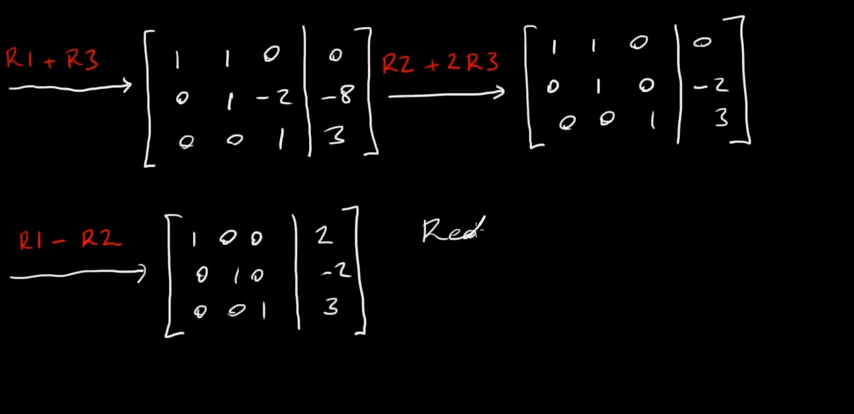 R1 + R3 [ 1 1 0 | 0 ] R2 + 2R3 [ 1 1 0 | 0 ]
0 1 -2 | -8 0 1 0 | -2
0 0 1 | 3 0 0 1 | 3
R1 - R2 [ 1 0 0 | 2 ] Red
0 1 0 | -2
0 0 1 | 3